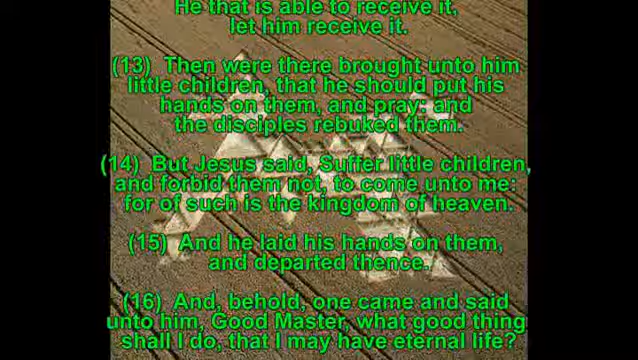 He that is able to receive it,
let him receive it.
(13) Then were there brought unto him
little children, that he should put his
hands on them, and pray: and
the disciples rebuked them.
(14) But Jesus said, Suffer little children,
and forbid them not, to come unto me:
for of such is the kingdom of heaven.
(15) And he laid his hands on them,
and departed thence.
(16) And, behold, one came and said
unto him, Good Master, what good thing
shall I do, that I may have eternal life?